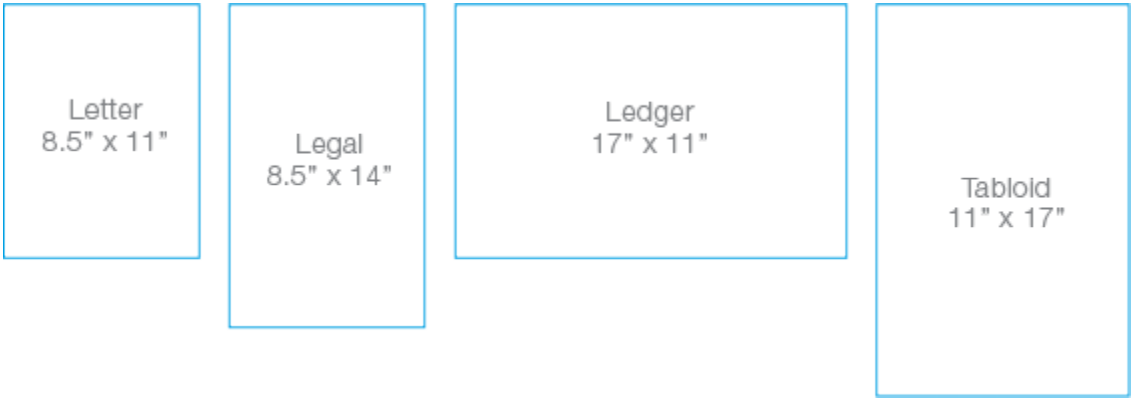 Letter
8.5" x 11"
Legal
8.5" x 14"
Ledger
17" x 11"
Tabloid
11" x 17"